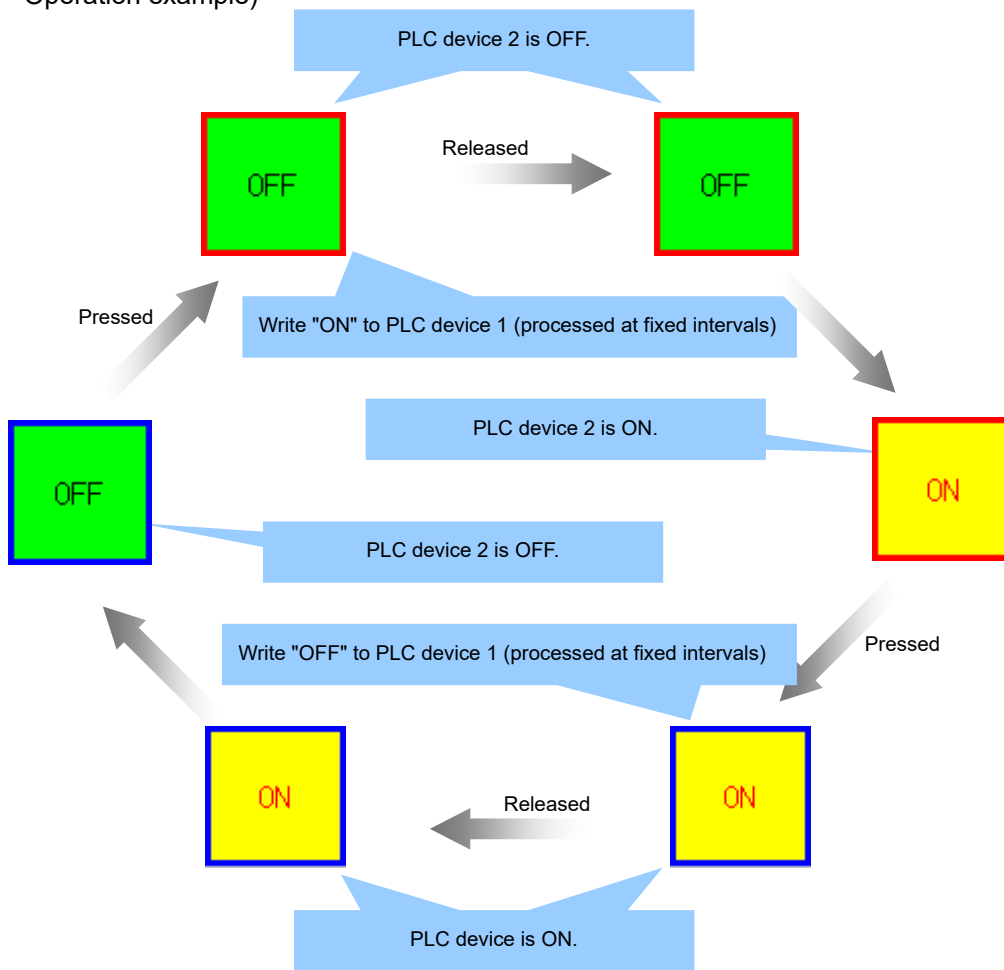 Operation example)
PLC device 2 is OFF.
OFF
Released
OFF
Pressed
Write "ON" to PLC device 1 (processed at fixed intervals)
PLC device 2 is ON.
OFF
ON
PLC device 2 is OFF.
Write "OFF" to PLC device 1 (processed at fixed intervals)
Pressed
ON
Released
ON
PLC device is ON.